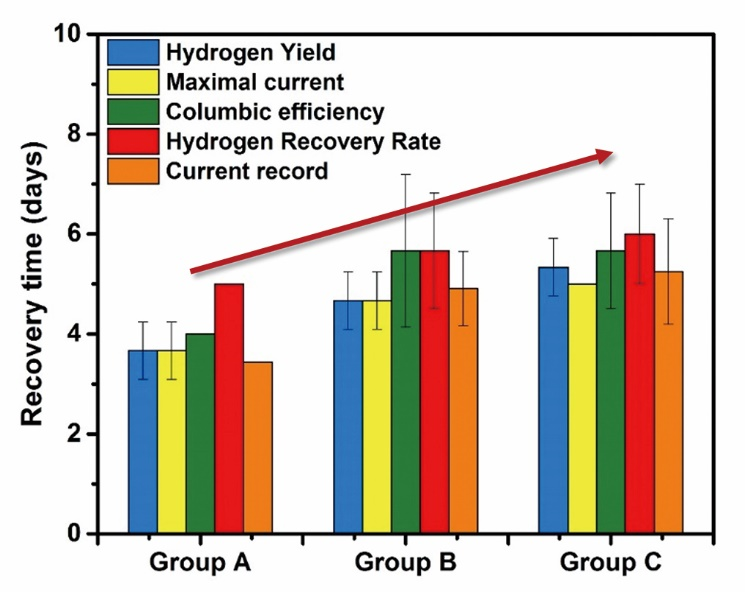 10
8
6
4
2
0
Recovery time (days)
Hydrogen Yield
Maximal current
Columbic efficiency
Hydrogen Recovery Rate
Current record
Group A
Group B
Group C